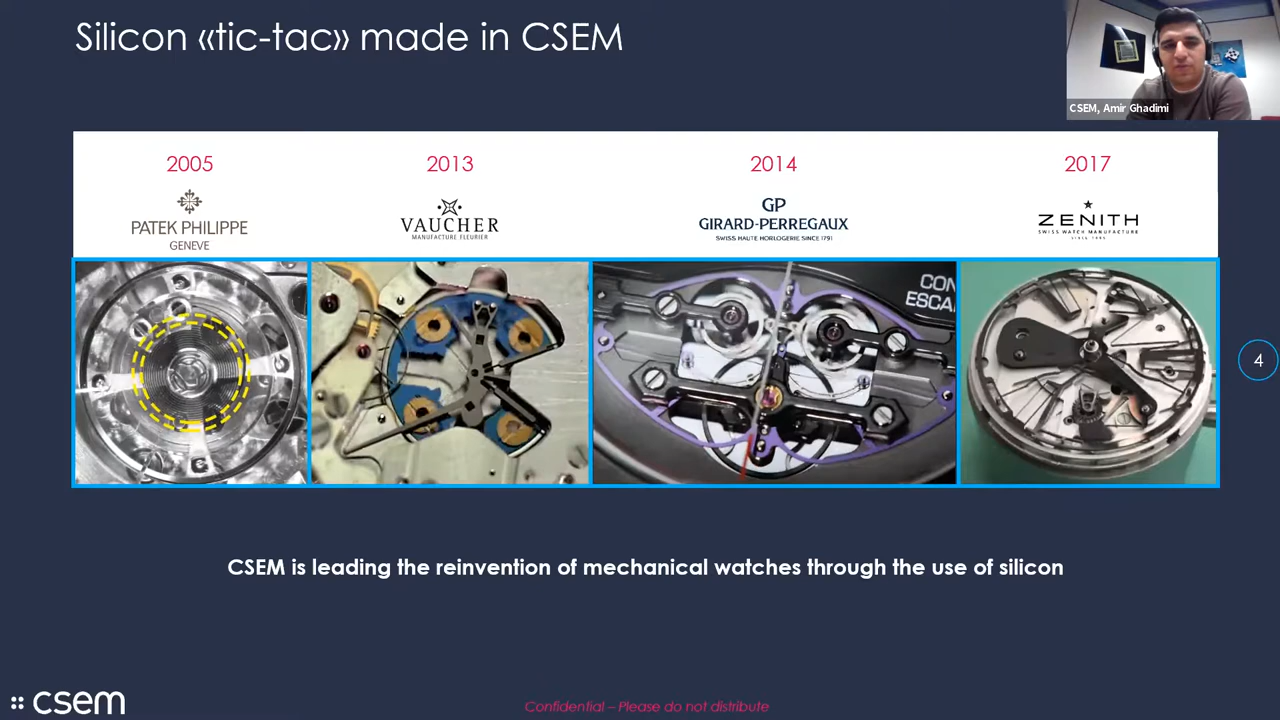 Silicon «tic-tac» made in CSEM
CSEM, Amir Ghadimi
2005
2013
2014
2017
PATEK PHILIPPE
GENEVE
VAUCHER
MANUFACTURE FLEURIER
GP
GIRARD-PERREGAUX
SWISS HAUTE HORLOGERIE SINCE 1791
ZENITH
SWISS WATCH MANUFACTURE
CON
ESCA
4
CSEM is leading the reinvention of mechanical watches through the use of silicon
csem
Confidential – Please do not distribute